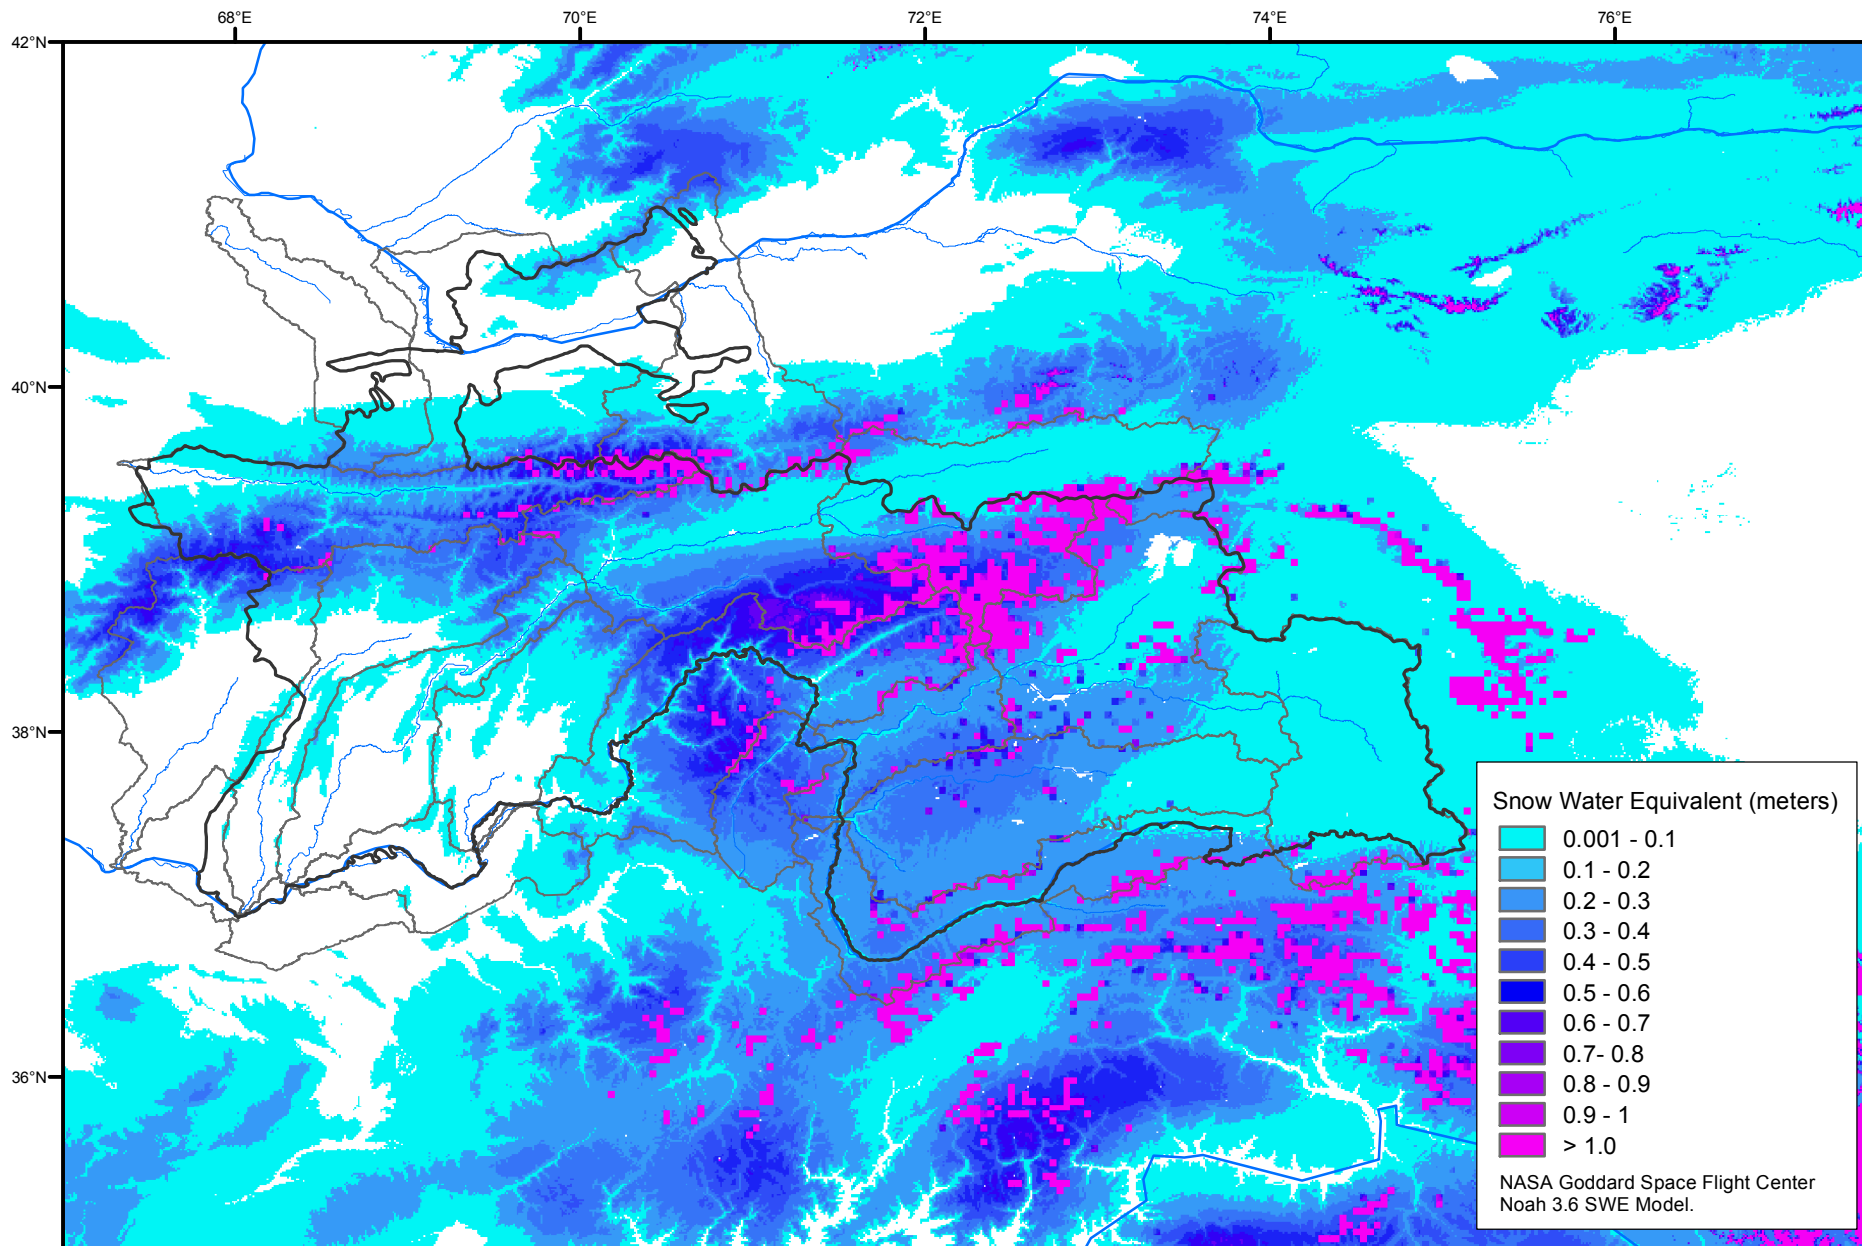 68°E
70°E
72°E
74°E
76°E
42°N
40°N
38°N
36°N
Snow Water Equivalent (meters)
0.001 - 0.1
0.1 - 0.2
0.2 - 0.3
0.3 - 0.4
0.4 - 0.5
0.5 - 0.6
0.6 - 0.7
0.7- 0.8
0.8 - 0.9
0.9 - 1
> 1.0
NASA Goddard Space Flight Center
Noah 3.6 SWE Model.